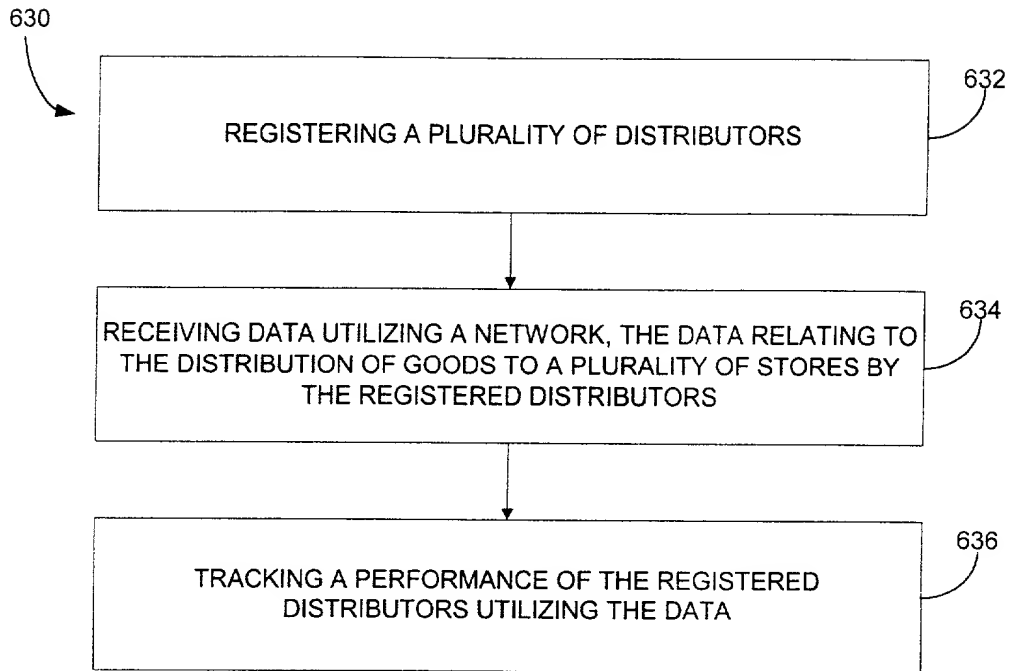 630
632
REGISTERING A PLURALITY OF DISTRIBUTORS
634
RECEIVING DATA UTILIZING A NETWORK, THE DATA RELATING TO
THE DISTRIBUTION OF GOODS TO A PLURALITY OF STORES BY
THE REGISTERED DISTRIBUTORS
636
TRACKING A PERFORMANCE OF THE REGISTERED
DISTRIBUTORS UTILIZING THE DATA